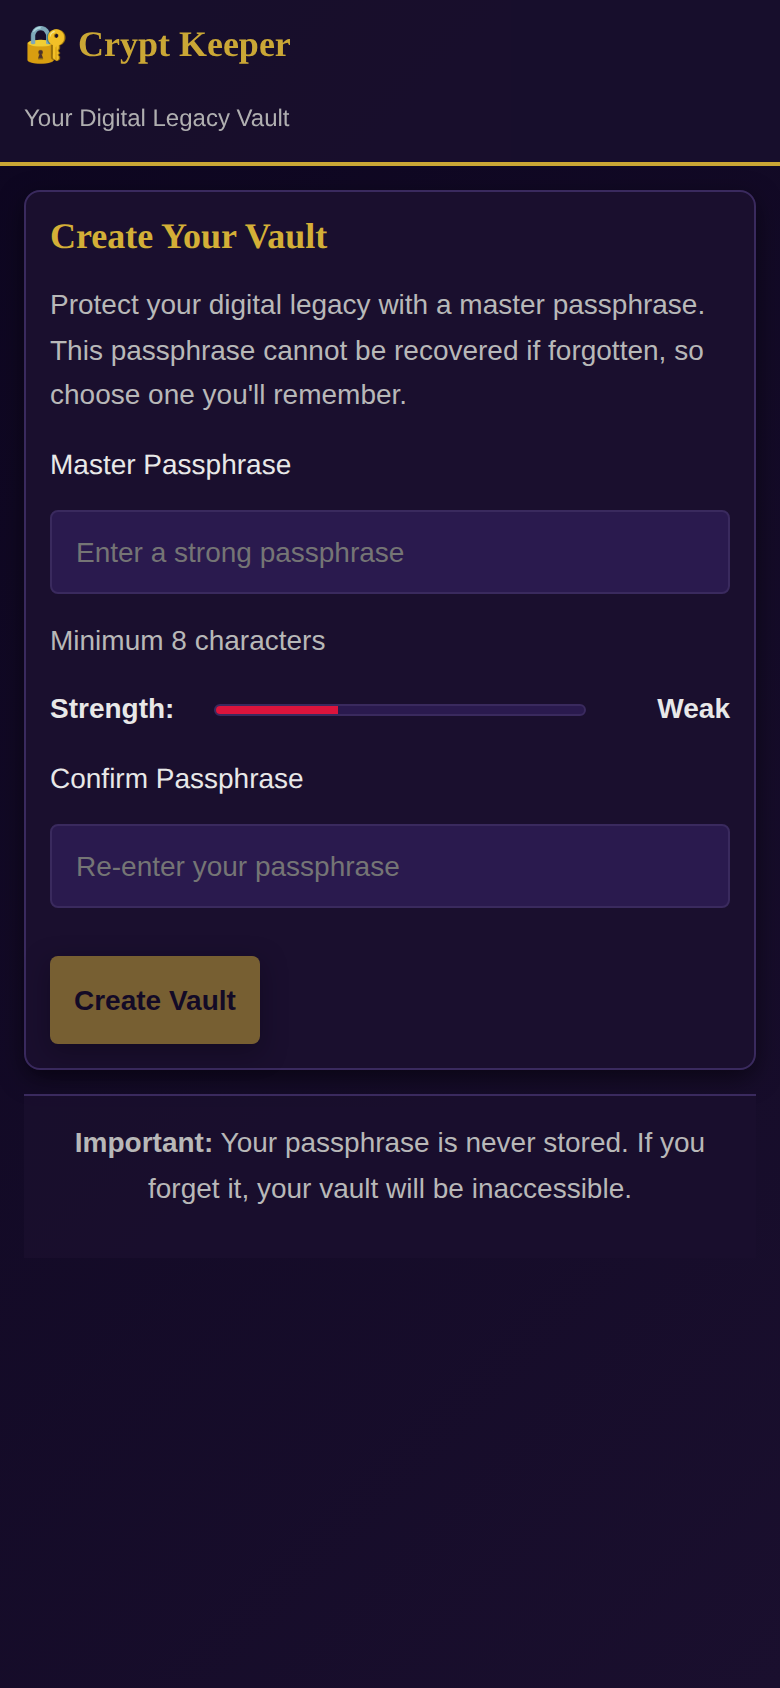 🔐 Crypt Keeper
Your Digital Legacy Vault
Create Your Vault
Protect your digital legacy with a master passphrase.
This passphrase cannot be recovered if forgotten, so
choose one you'll remember.
Master Passphrase
Enter a strong passphrase
Minimum 8 characters
Strength: Weak
Confirm Passphrase
Re-enter your passphrase
Create Vault
Important: Your passphrase is never stored. If you
forget it, your vault will be inaccessible.